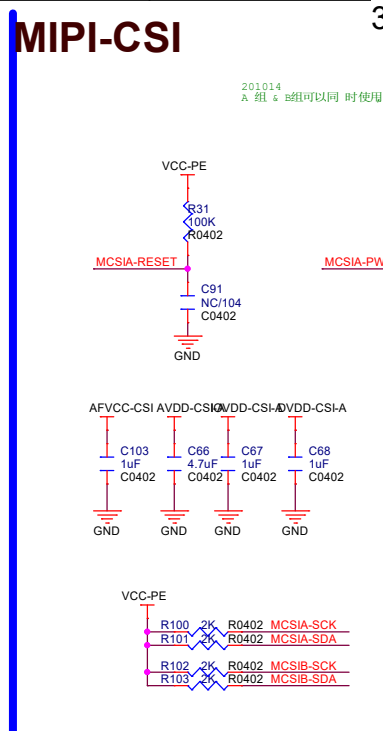 MIPI-CSI
3
201014
A 组 & B组可以同 时使用
VCC-PE
R31
100K
R0402
MCSIA-RESET
MCSIA-PW
C91
NC/104
C0402
GND
AFVCC-CSI AVDD-CSI-A DVDD-CSI-A
C103 C66 C67 C68
1uF 4.7uF 1uF 1uF
C0402 C0402 C0402 C0402
GND GND GND GND
VCC-PE
R100 2K R0402 MCSIA-SCK
R101 2K R0402 MCSIA-SDA
R102 2K R0402 MCSIB-SCK
R103 2K R0402 MCSIB-SDA